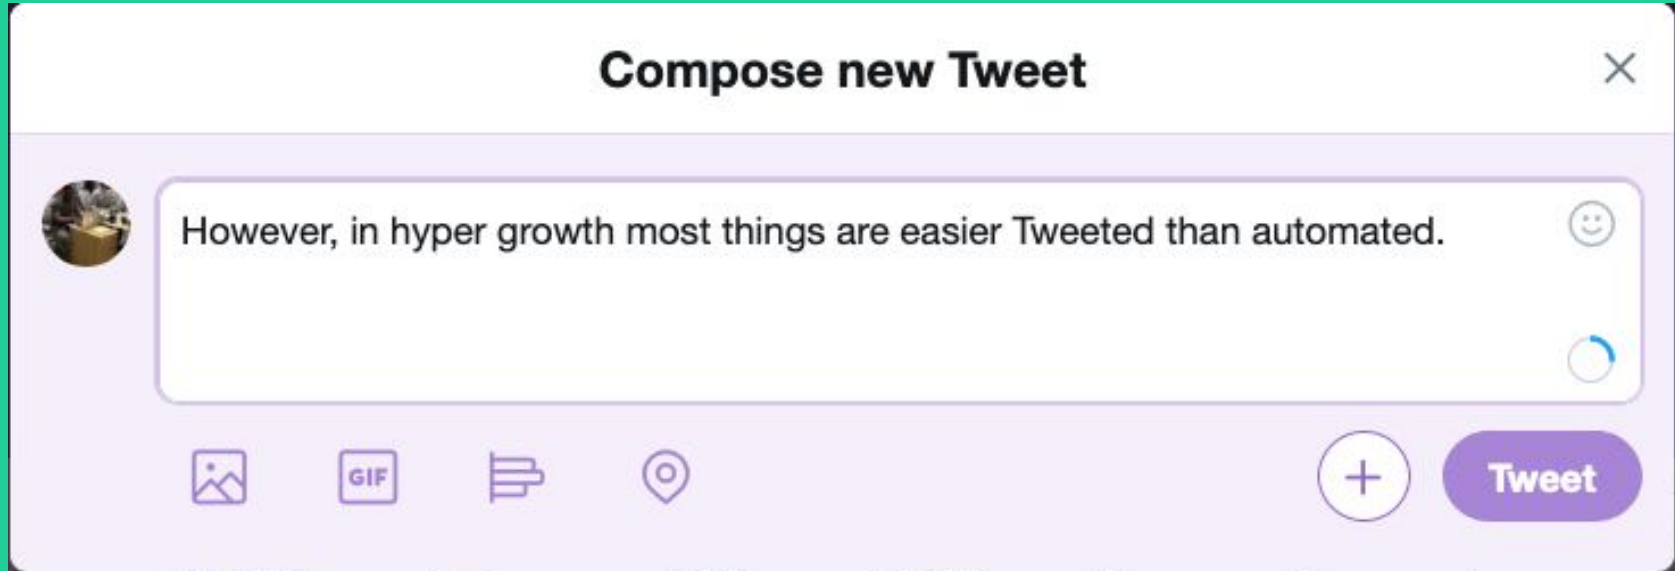 Compose new Tweet
However, in hyper growth most things are easier Tweeted than automated.
GIF
Tweet